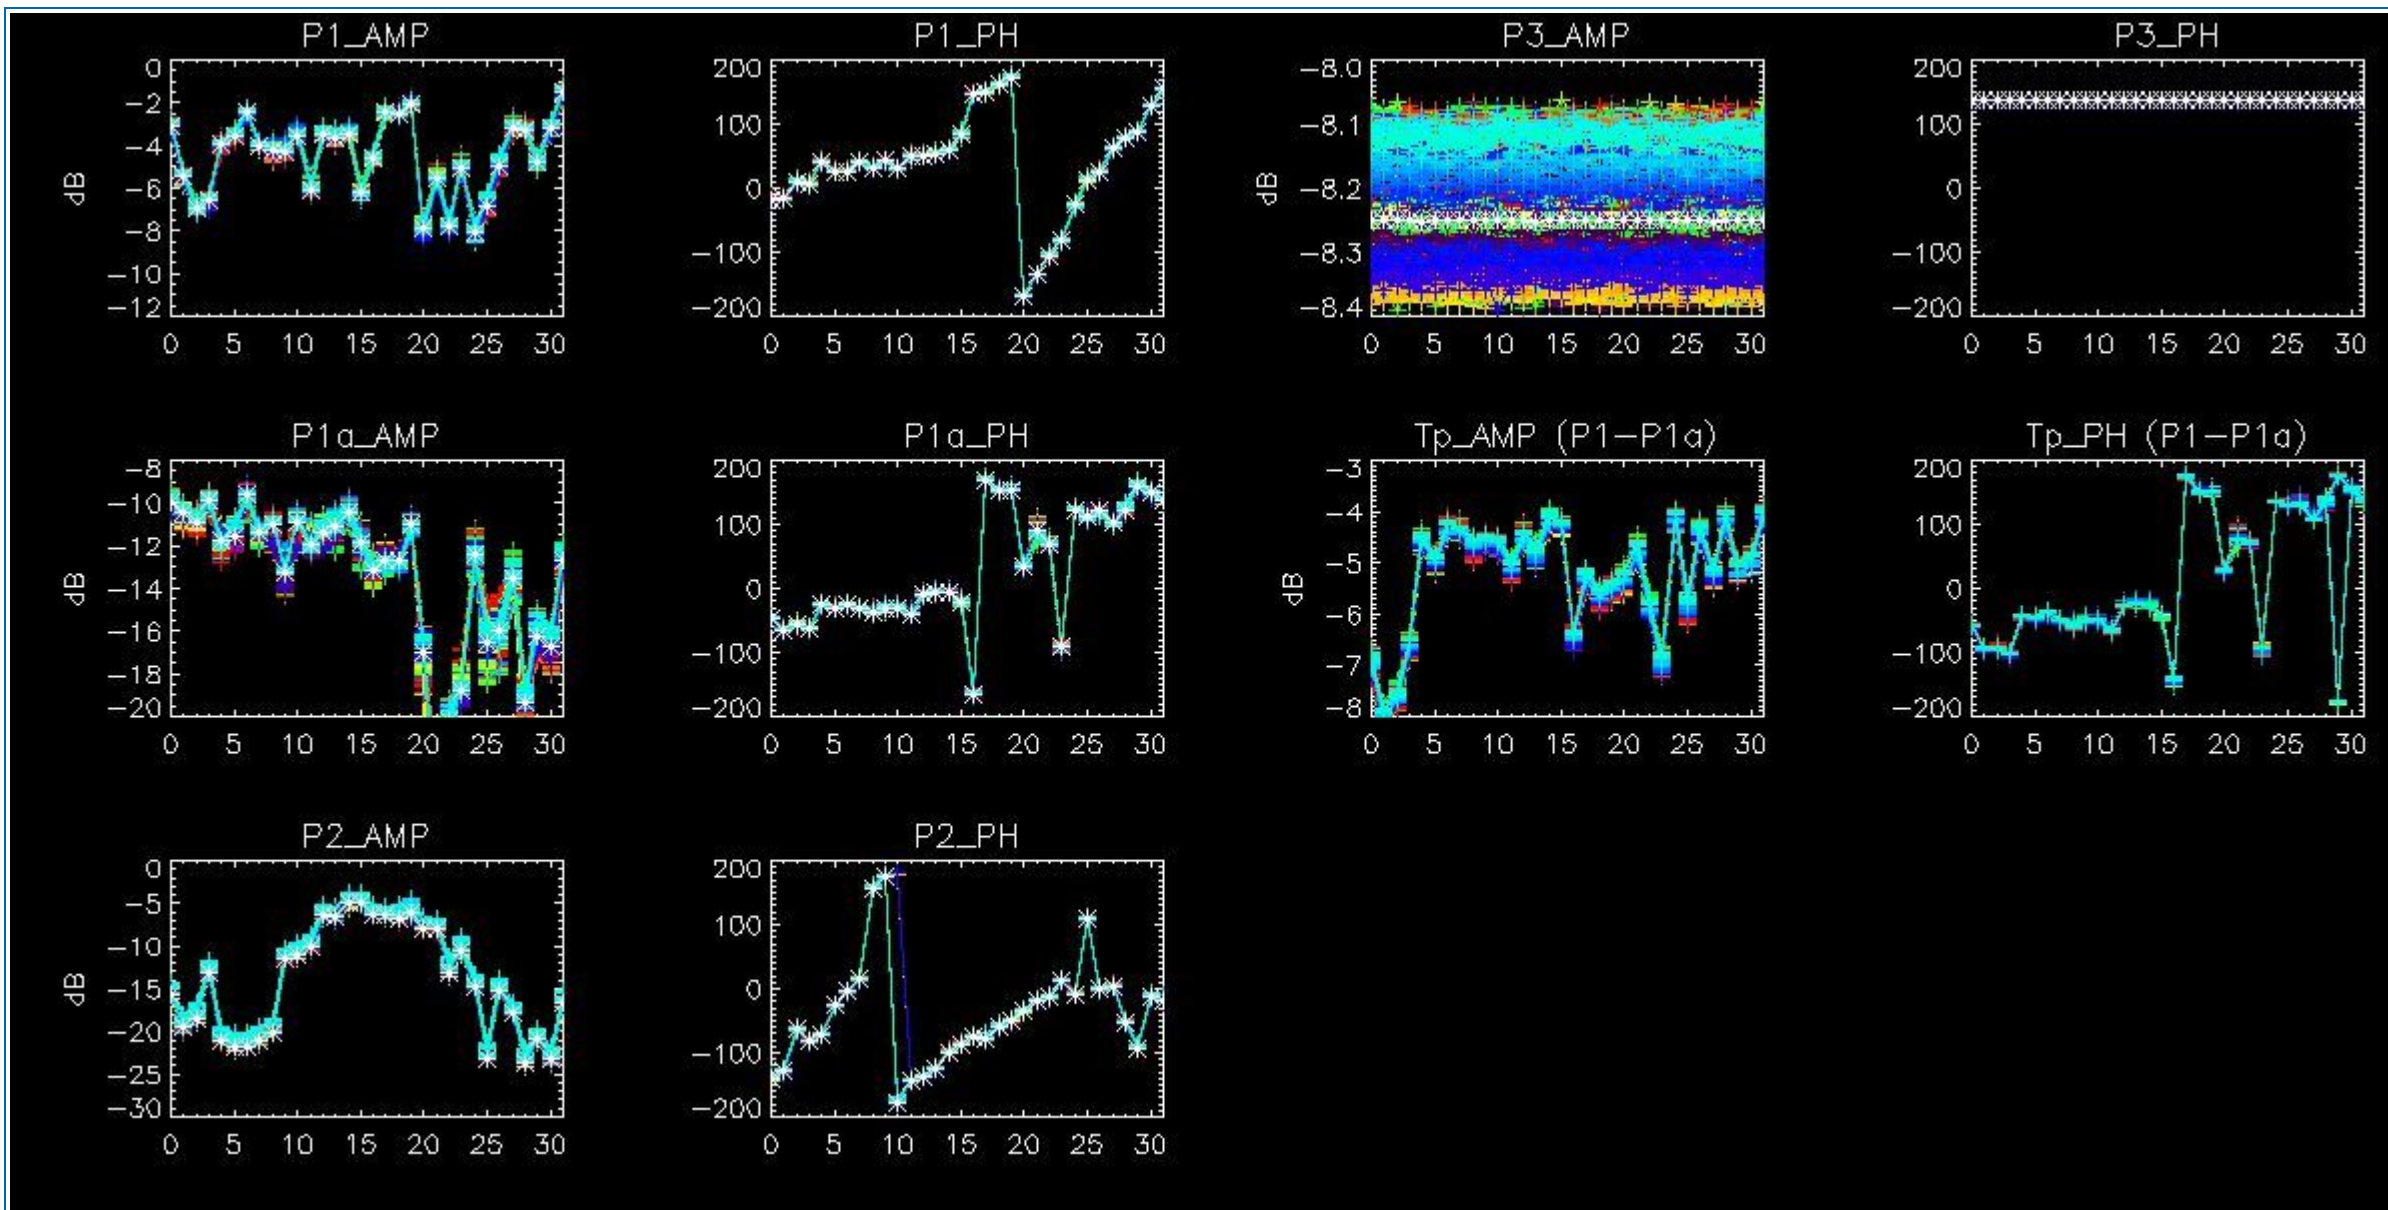 P1_AMP
0
−2
−4
−6
−8
−10
−12
dB
0 5 10 15 20 25 30
P1_PH
200
100
0
−100
−200
0 5 10 15 20 25 30
P3_AMP
−8.0
−8.1
−8.2
−8.3
−8.4
dB
0 5 10 15 20 25 30
P3_PH
200
100
0
−100
−200
0 5 10 15 20 25 30
P1a_AMP
−8
−10
−12
−14
−16
−18
−20
dB
0 5 10 15 20 25 30
P1a_PH
200
100
0
−100
−200
0 5 10 15 20 25 30
Tp_AMP (P1−P1a)
−3
−4
−5
−6
−7
−8
dB
0 5 10 15 20 25 30
Tp_PH (P1−P1a)
200
100
0
−100
−200
0 5 10 15 20 25 30
P2_AMP
0
−5
−10
−15
−20
−25
−30
dB
0 5 10 15 20 25 30
P2_PH
200
100
0
−100
−200
0 5 10 15 20 25 30